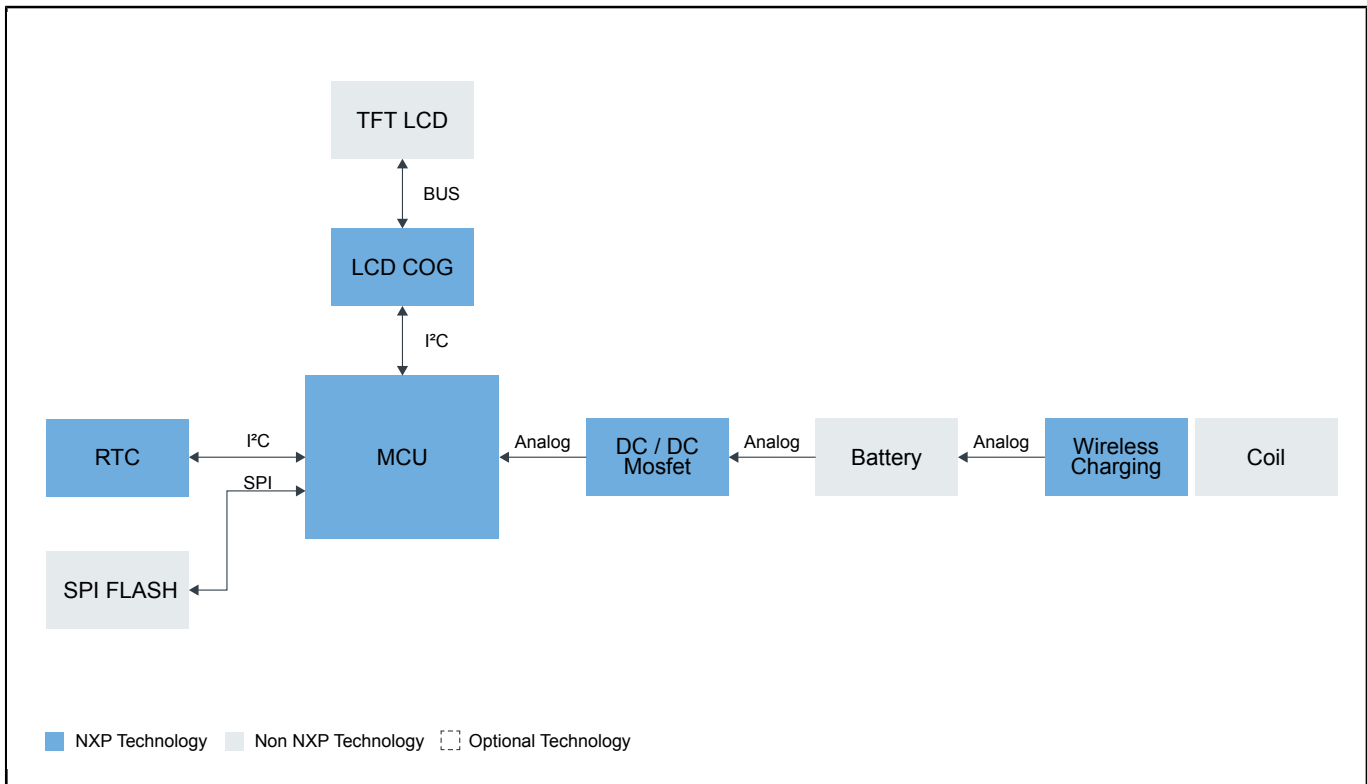 TFT LCD
BUS
LCD COG
I²C
RTC
I²C
SPI
MCU
Analog
DC / DC
Mosfet
Analog
Battery
Analog
Wireless
Charging
Coil
SPI FLASH
NXP Technology
Non NXP Technology
Optional Technology